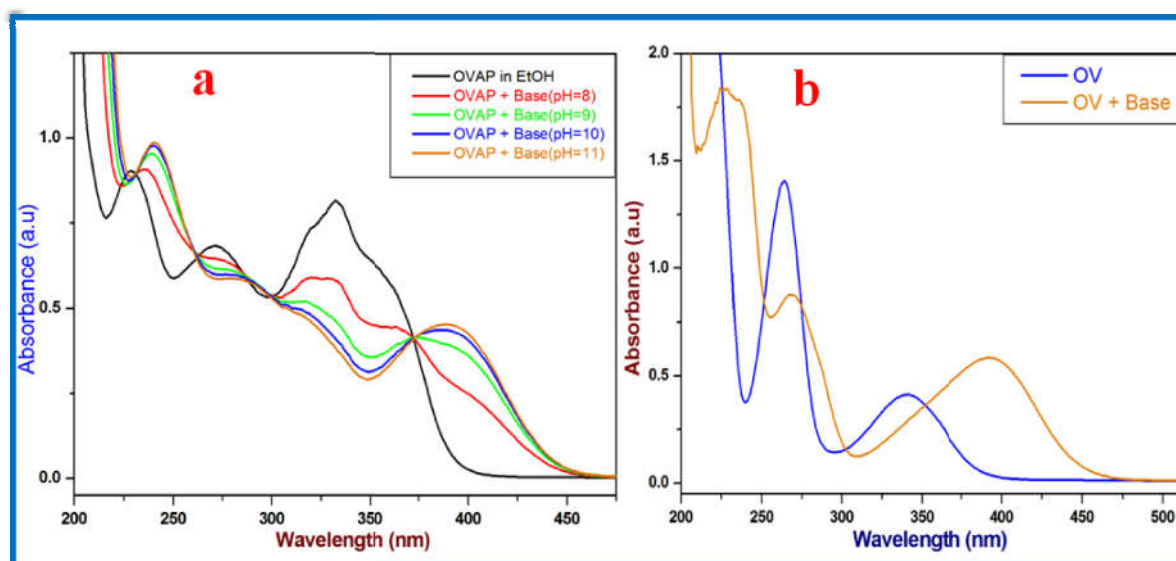 a
OVAP in EtOH
OVAP + Base(pH=8)
OVAP + Base(pH=9)
OVAP + Base(pH=10)
OVAP + Base(pH=11)
1.0
0.5
0.0
Absorbance (a.u)
200 250 300 350 400 450
Wavelength (nm)
b
OV
OV + Base
2.0
1.5
1.0
0.5
0.0
Absorbance (a.u)
200 250 300 350 400 450 500
Wavelength (nm)